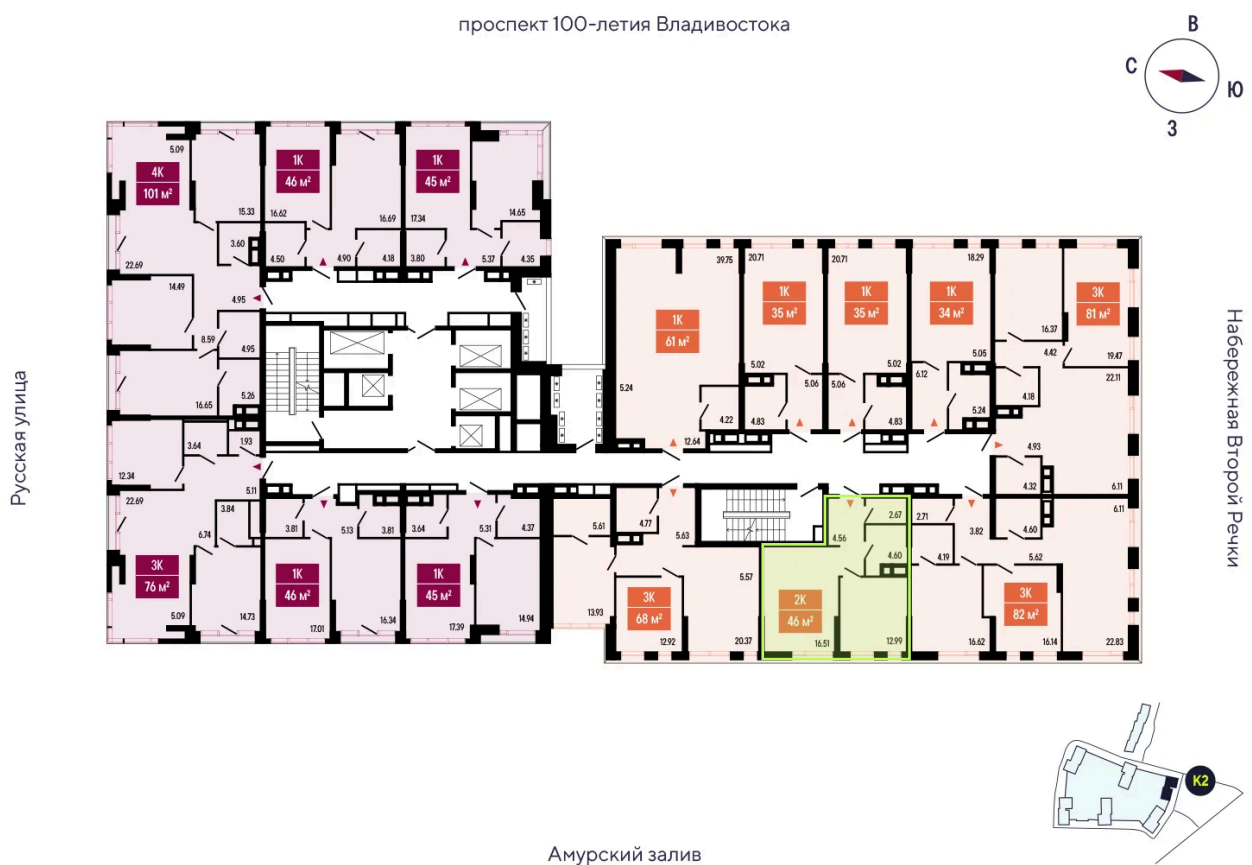 проспект 100-летия Владивостока
В
С
Ю
З
5.09
4К
101 м²
15.33
3.60
22.69
1К
46 м²
16.62
16.69
4.50
4.90
4.18
1К
45 м²
17.34
14.65
3.80
5.37
4.35
14.49
4.95
8.59
4.95
16.65
5.26
39.75
1К
61 м²
5.24
4.22
12.64
20.71
1К
35 м²
5.02
5.06
4.83
20.71
1К
35 м²
5.02
5.06
4.83
18.29
1К
34 м²
5.05
6.12
5.24
3К
81 м²
16.37
19.47
4.42
22.11
4.18
4.93
4.32
6.11
Русская улица
Набережная Второй Речки
3.64
1.93
12.34
22.69
5.11
3.84
6.74
3К
76 м²
5.09
14.73
3.81
5.13
3.81
1К
46 м²
17.01
16.34
3.64
5.31
4.37
1К
45 м²
17.39
14.94
5.61
4.77
5.63
5.57
13.93
3К
68 м²
12.92
20.37
2.67
4.56
4.60
2К
46 м²
16.51
12.99
2.71
3.82
4.60
6.11
4.19
5.62
3К
82 м²
16.62
16.14
22.83
К2
Амурский залив